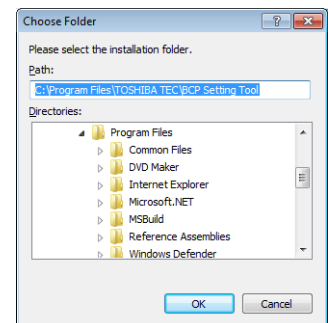 Choose Folder
Please select the installation folder.
Path:
C:\Program Files\TOSHIBA TEC\BCP Setting Tool
Directories:
Program Files
Common Files
DVD Maker
Internet Explorer
Microsoft.NET
MSBuild
Reference Assemblies
Windows Defender
OK
Cancel